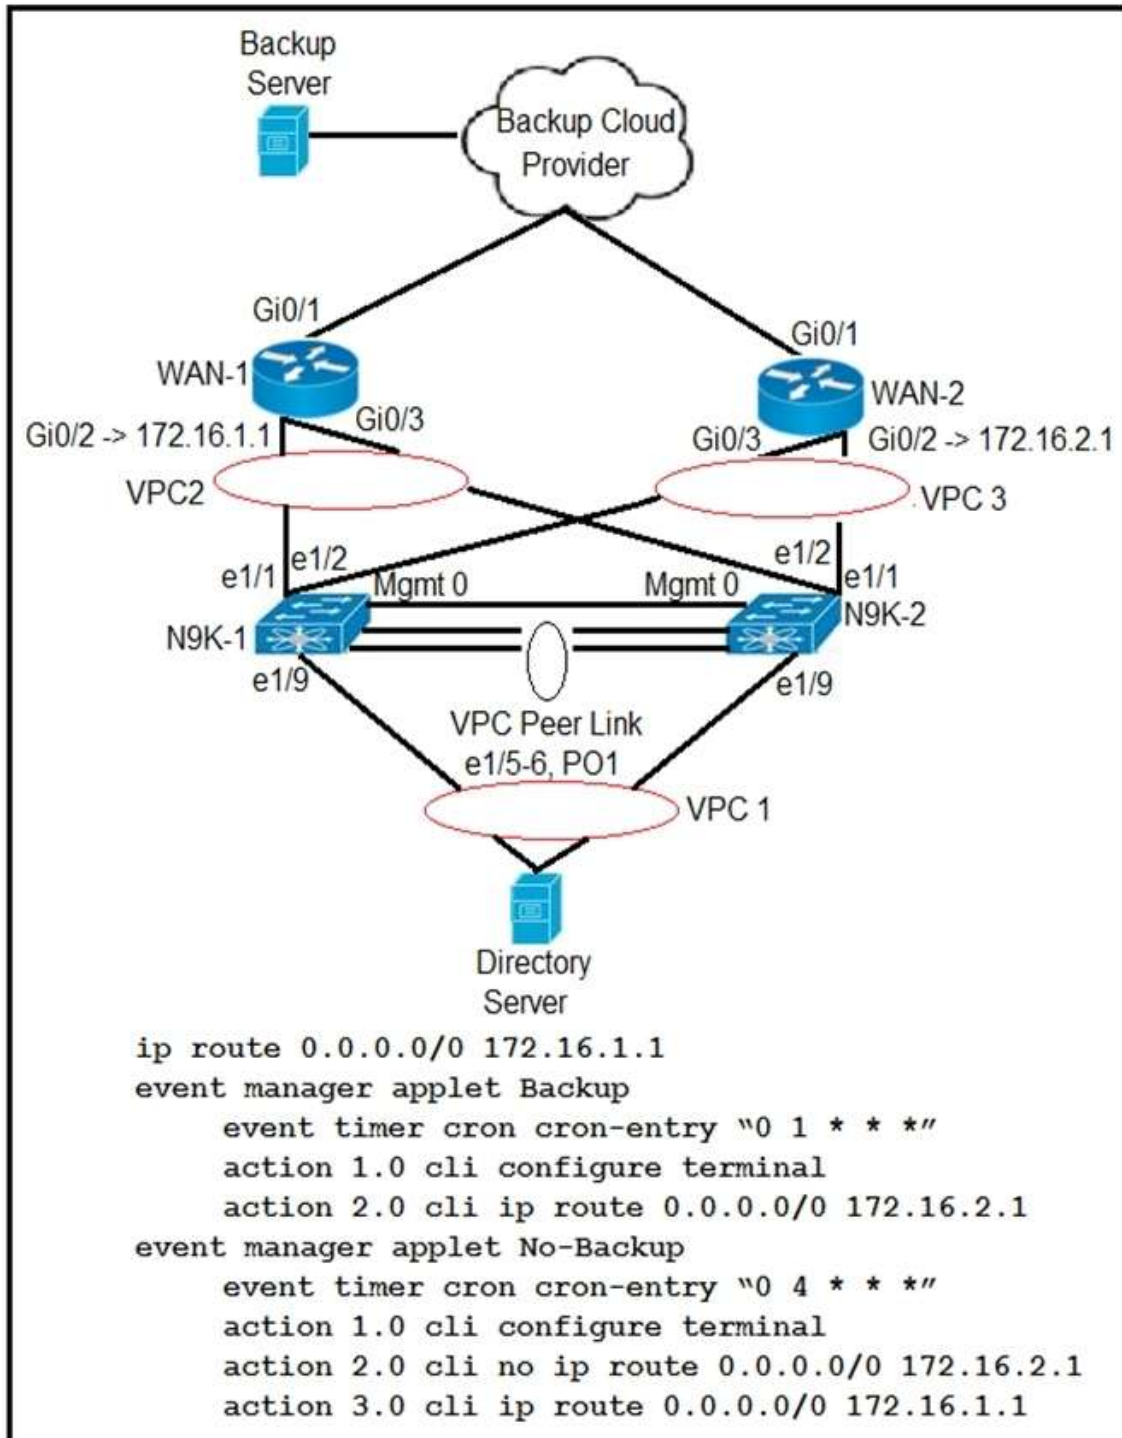 Backup
Server
Backup Cloud
Provider
Gi0/1
Gi0/1
WAN-1
WAN-2
Gi0/3
Gi0/2 -> 172.16.1.1
Gi0/3
Gi0/2 -> 172.16.2.1
VPC2
VPC 3
e1/2
e1/1
e1/2
e1/1
Mgmt 0
Mgmt 0
N9K-1
N9K-2
e1/9
e1/9
VPC Peer Link
e1/5-6, PO1
VPC 1
Directory
Server
ip route 0.0.0.0/0 172.16.1.1
event manager applet Backup
event timer cron cron-entry “0 1 * * *”
action 1.0 cli configure terminal
action 2.0 cli ip route 0.0.0.0/0 172.16.2.1
event manager applet No-Backup
event timer cron cron-entry “0 4 * * *”
action 1.0 cli configure terminal
action 2.0 cli no ip route 0.0.0.0/0 172.16.2.1
action 3.0 cli ip route 0.0.0.0/0 172.16.1.1